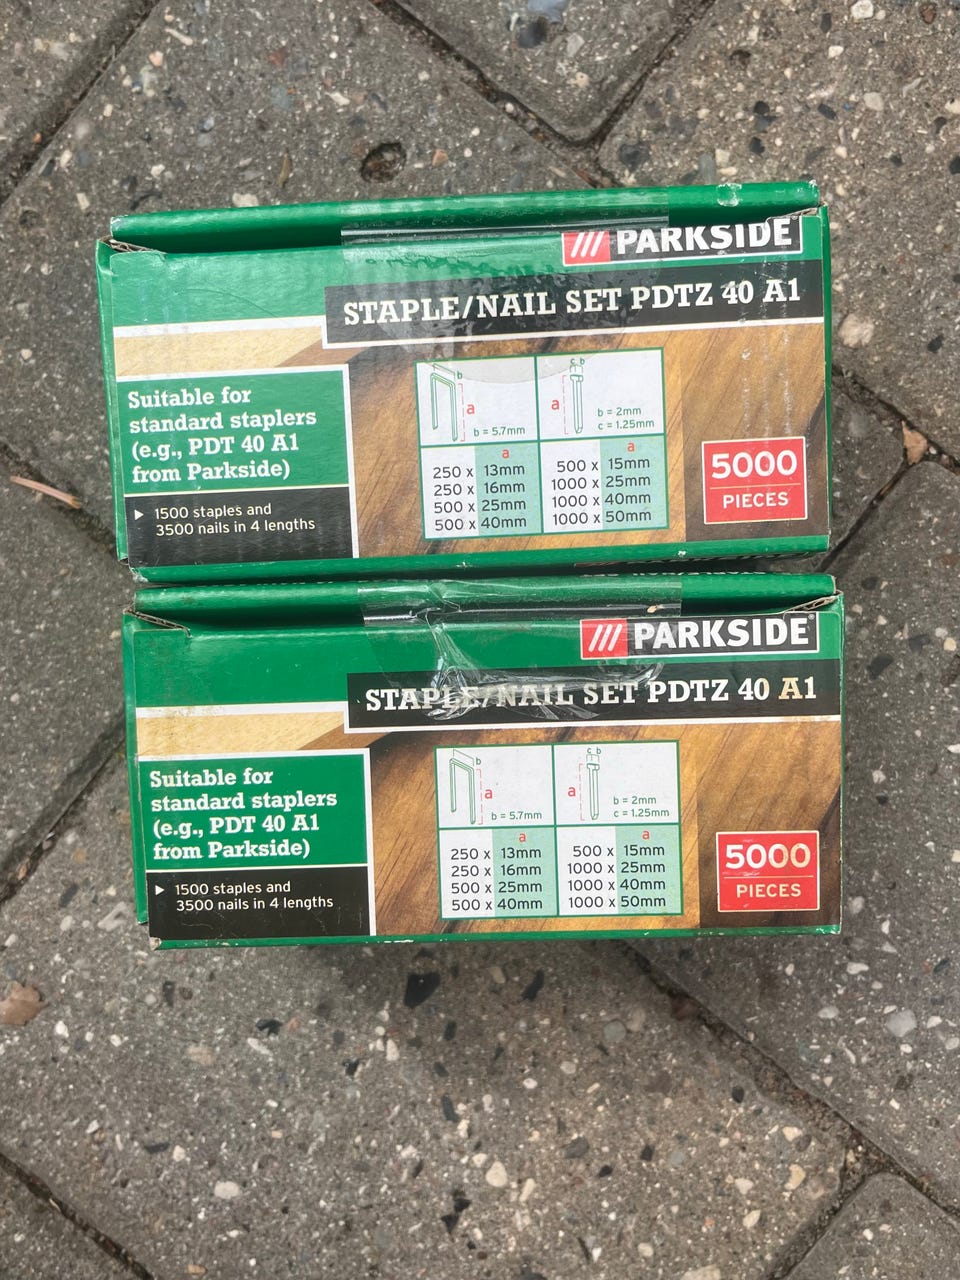 PARKSIDE
STAPLE/NAIL SET PDTZ 40 A1
Suitable for
standard staplers
(e.g., PDT 40 A1
from Parkside)
▶ 1500 staples and
3500 nails in 4 lengths
b
a
b = 5.7mm
c b
a
b = 2mm
c = 1.25mm
a
250 x 13mm
250 x 16mm
500 x 25mm
500 x 40mm
a
500 x 15mm
1000 x 25mm
1000 x 40mm
1000 x 50mm
5000
PIECES
PARKSIDE®
STAPLE/NAIL SET PDTZ 40 A1
Suitable for
standard staplers
(e.g., PDT 40 A1
from Parkside)
▶ 1500 staples and
3500 nails in 4 lengths
b
a
b = 5.7mm
c b
a
b = 2mm
c = 1.25mm
a
250 x 13mm
250 x 16mm
500 x 25mm
500 x 40mm
a
500 x 15mm
1000 x 25mm
1000 x 40mm
1000 x 50mm
5000
PIECES